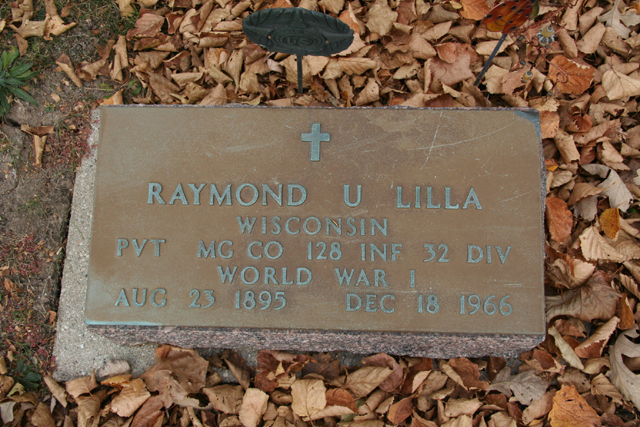 RAYMOND U LILLA
WISCONSIN
PVT MG CO 128 INF 32 DIV
WORLD WAR I
AUG 23 1895 DEC 18 1966